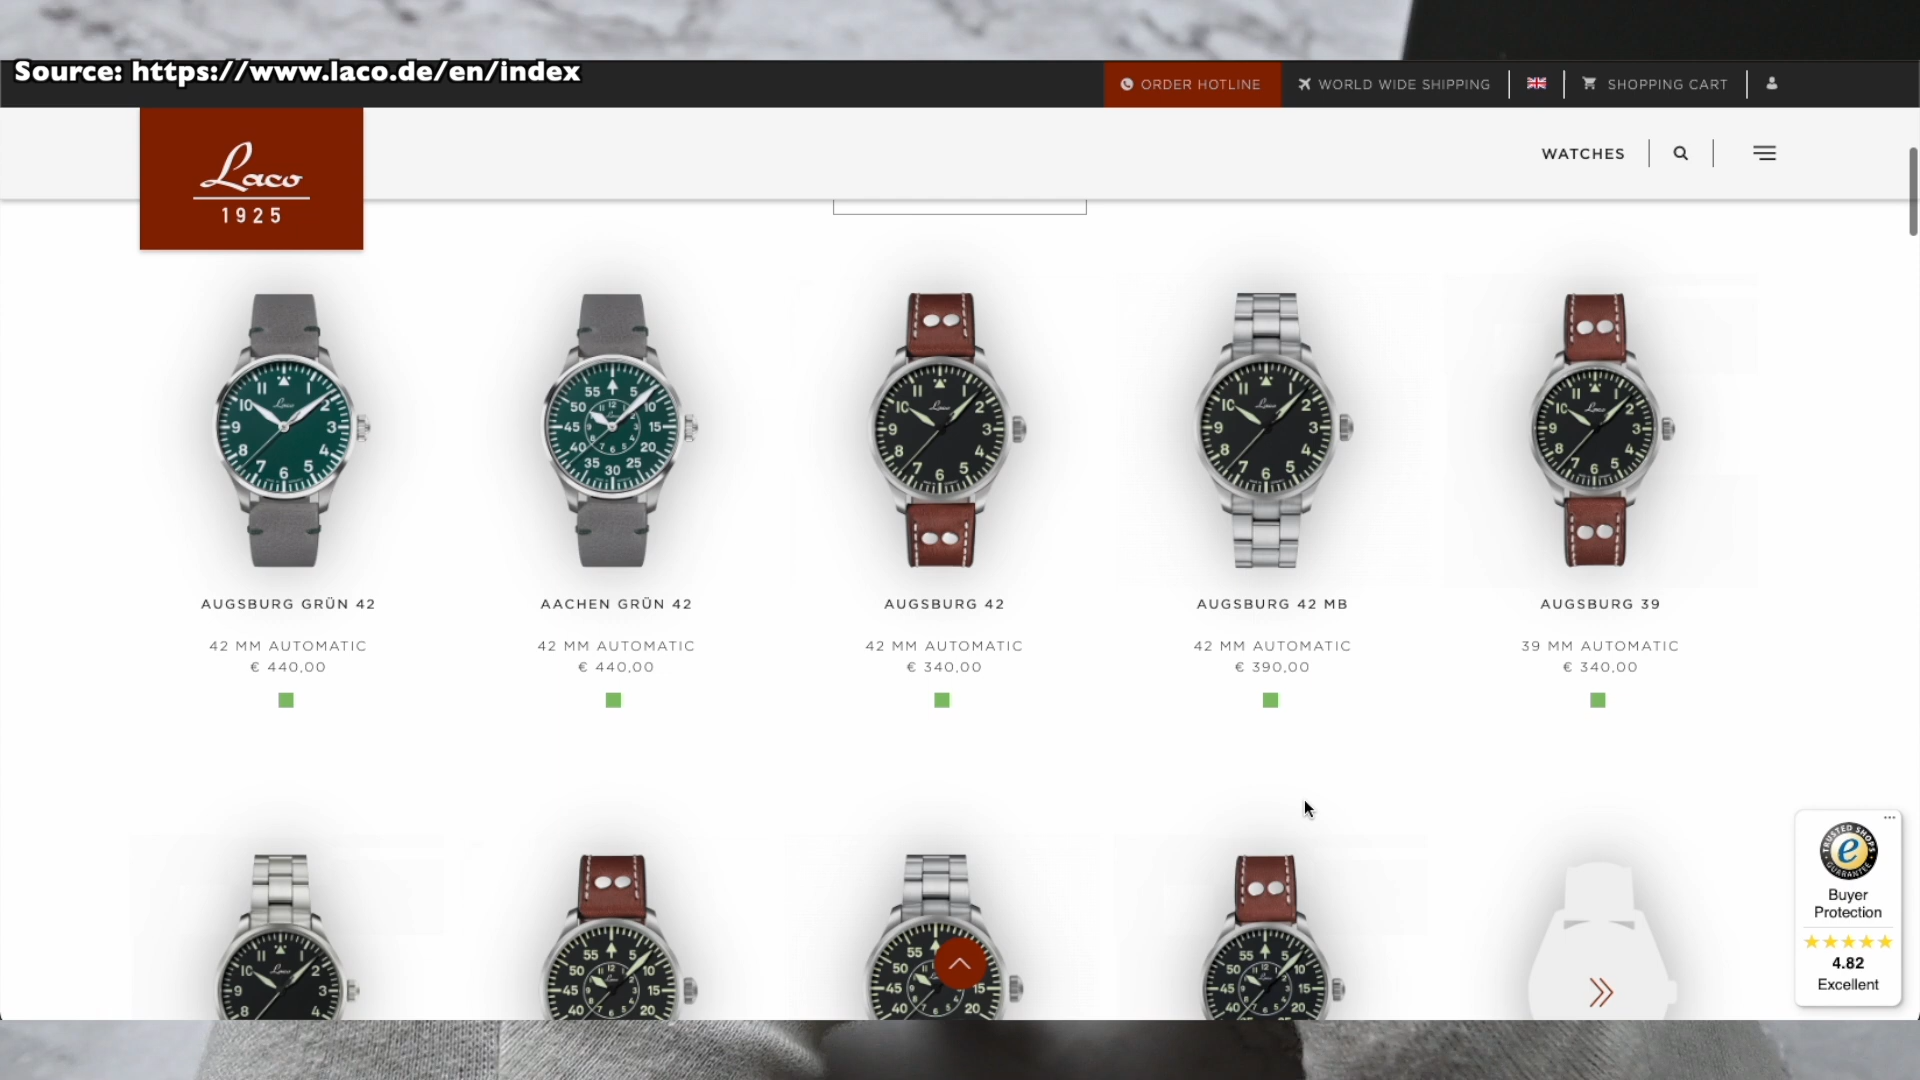 Source: https://www.laco.de/en/index
ORDER HOTLINE
WORLD WIDE SHIPPING
SHOPPING CART
Laco
1925
WATCHES
AUGSBURG GRÜN 42
42 MM AUTOMATIC
€ 440,00
AACHEN GRÜN 42
42 MM AUTOMATIC
€ 440,00
AUGSBURG 42
42 MM AUTOMATIC
€ 340,00
AUGSBURG 42 MB
42 MM AUTOMATIC
€ 390,00
AUGSBURG 39
39 MM AUTOMATIC
€ 340,00
TRUSTED SHOPS
e
GUARANTEE
Buyer
Protection
4.82
Excellent